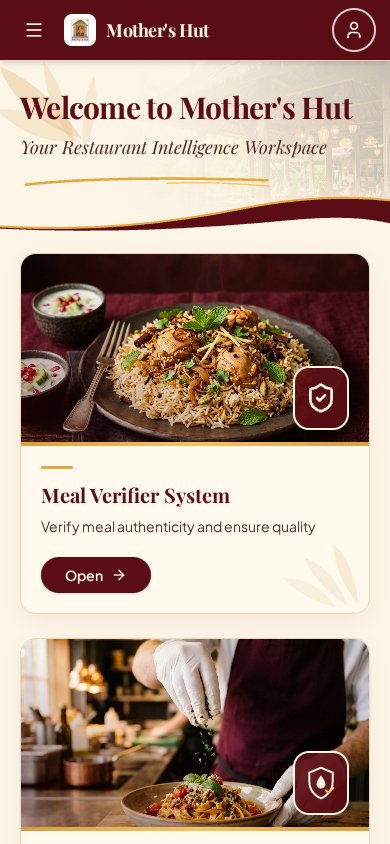 Mother's Hut
Welcome to Mother's Hut
Your Restaurant Intelligence Workspace
Meal Verifier System
Verify meal authenticity and ensure quality
Open